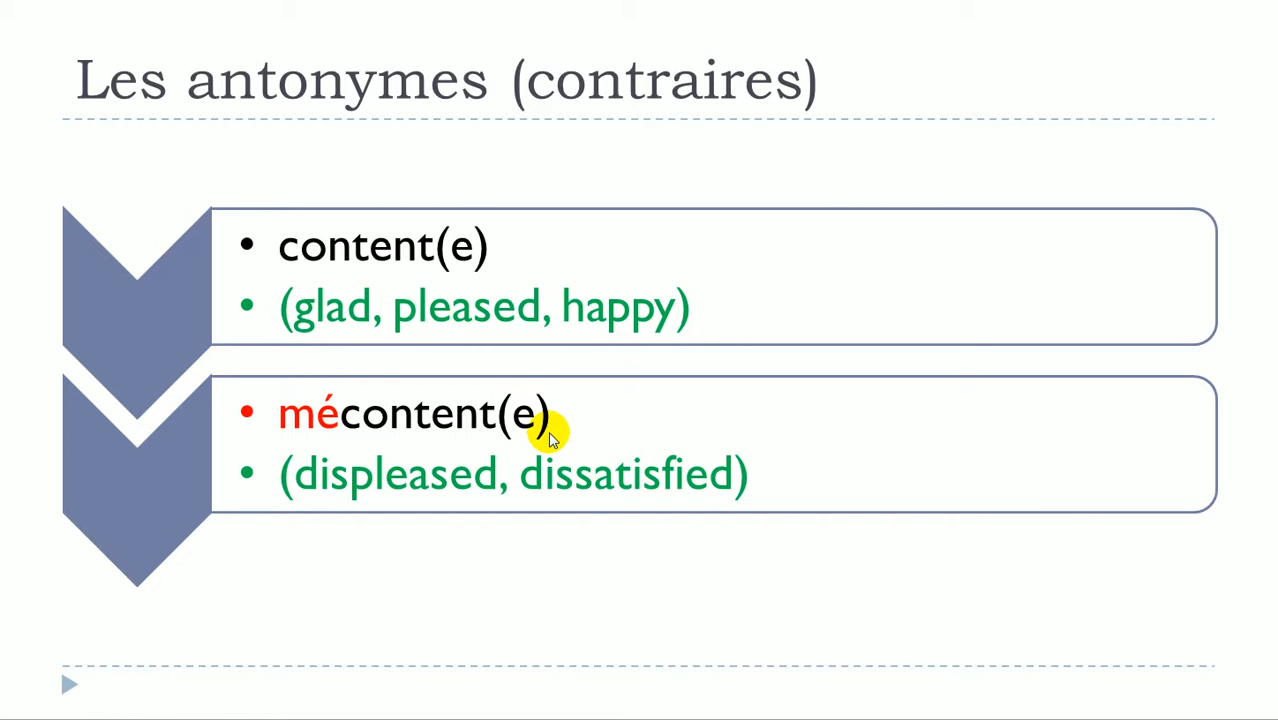 Les antonymes (contraires)
• content(e)
• (glad, pleased, happy)
• mécontent(e)
• (displeased, dissatisfied)